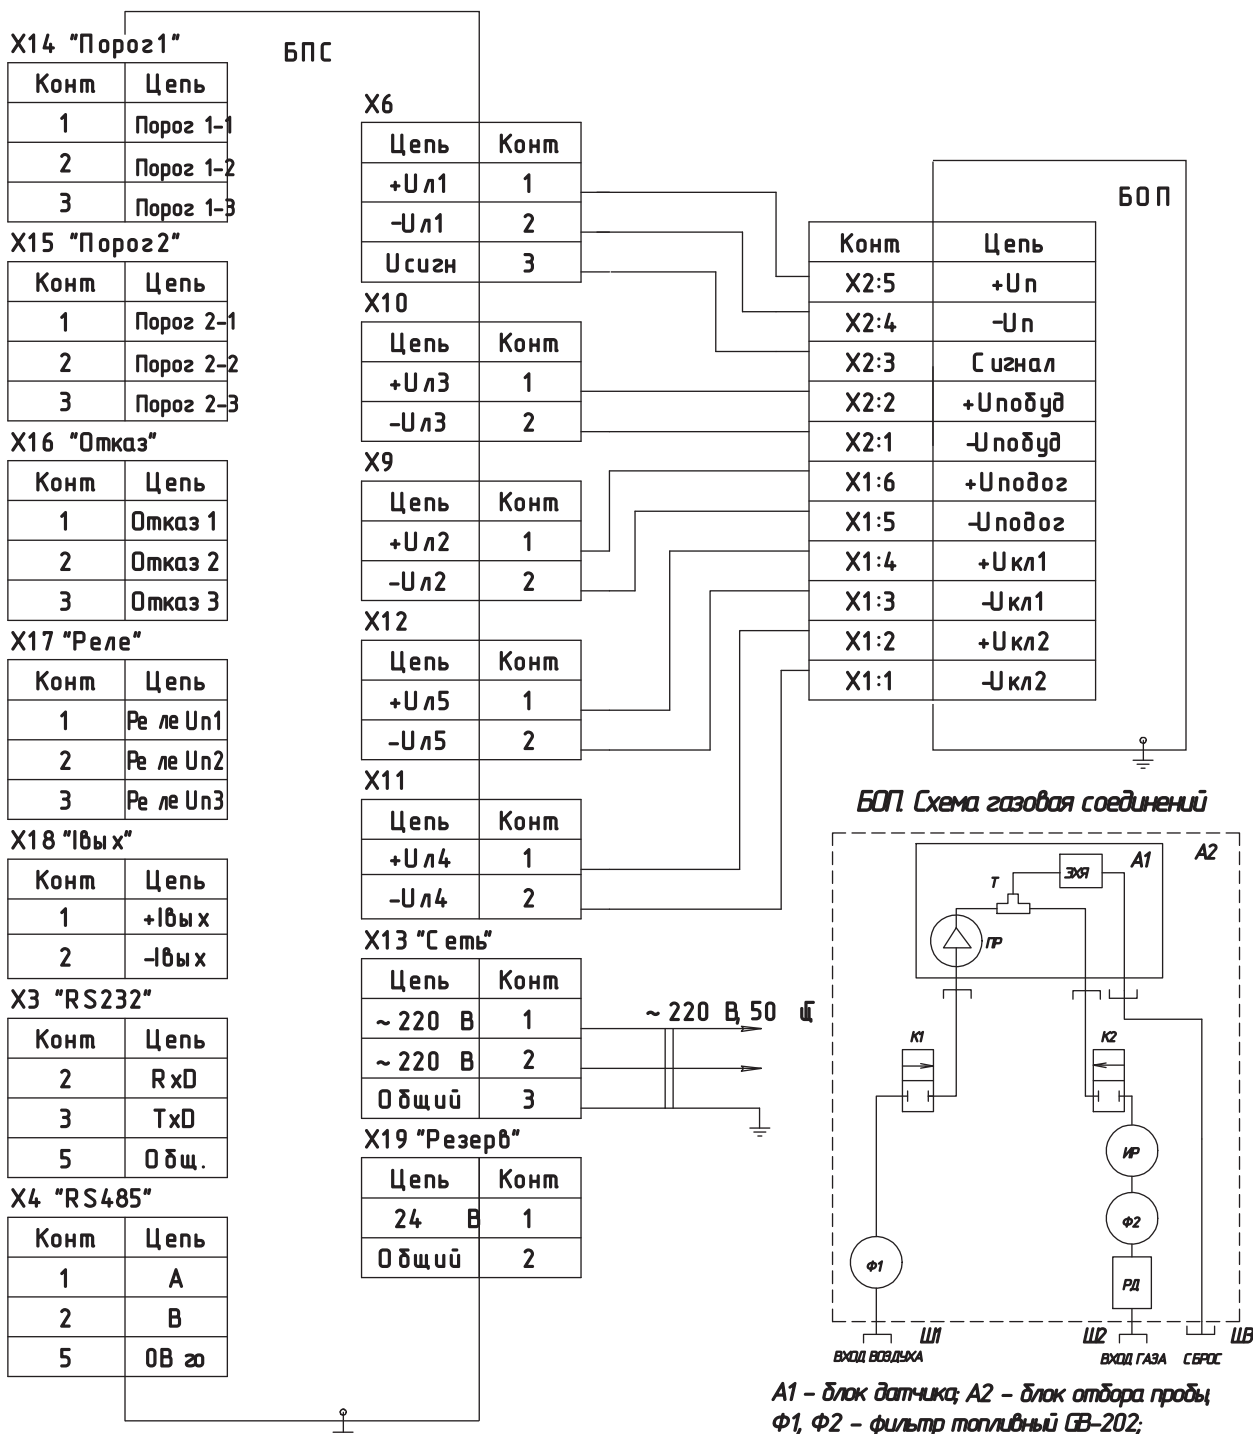 БПС
X14 "Порог1"
Конт Цепь
1 Порог 1-1
2 Порог 1-2
3 Порог 1-3
X15 "Порог2"
Конт Цепь
1 Порог 2-1
2 Порог 2-2
3 Порог 2-3
X16 "Отказ"
Конт Цепь
1 Отказ 1
2 Отказ 2
3 Отказ 3
X17 "Реле"
Конт Цепь
1 Реле Uп1
2 Реле Uп2
3 Реле Uп3
X18 "Iвых"
Конт Цепь
1 +Iвых
2 -Iвых
X3 "RS232"
Конт Цепь
2 RxD
3 TxD
5 Общ.
X4 "RS485"
Конт Цепь
1 A
2 B
5 0В го
X6
Цепь Конт
+Uл1 1
-Uл1 2
Uсигн 3
X10
Цепь Конт
+Uл3 1
-Uл3 2
X9
Цепь Конт
+Uл2 1
-Uл2 2
X12
Цепь Конт
+Uл5 1
-Uл5 2
X11
Цепь Конт
+Uл4 1
-Uл4 2
X13 "Сеть"
Цепь Конт
~220 В 1
~220 В 2
Общий 3
~220 В, 50 Гц
X19 "Резерв"
Цепь Конт
24 В 1
Общий 2
БОП
Конт Цепь
X2:5 +Uп
X2:4 -Uп
X2:3 Сигнал
X2:2 +Uпобуд
X2:1 -Uпобуд
X1:6 +Uподог
X1:5 -Uподог
X1:4 +Uкл1
X1:3 -Uкл1
X1:2 +Uкл2
X1:1 -Uкл2
БОП. Схема газовая соединений
A2
A1
ЭХЯ
Т
ПР
К1
К2
ИР
Ф2
Ф1
РД
Ш1
Ш2
Ш3
ВХОД ВОЗДУХА
ВХОД ГАЗА
СБРОС
А1 - блок датчика; А2 - блок отбора пробы;
Ф1, Ф2 - фильтр топливный GB-202;